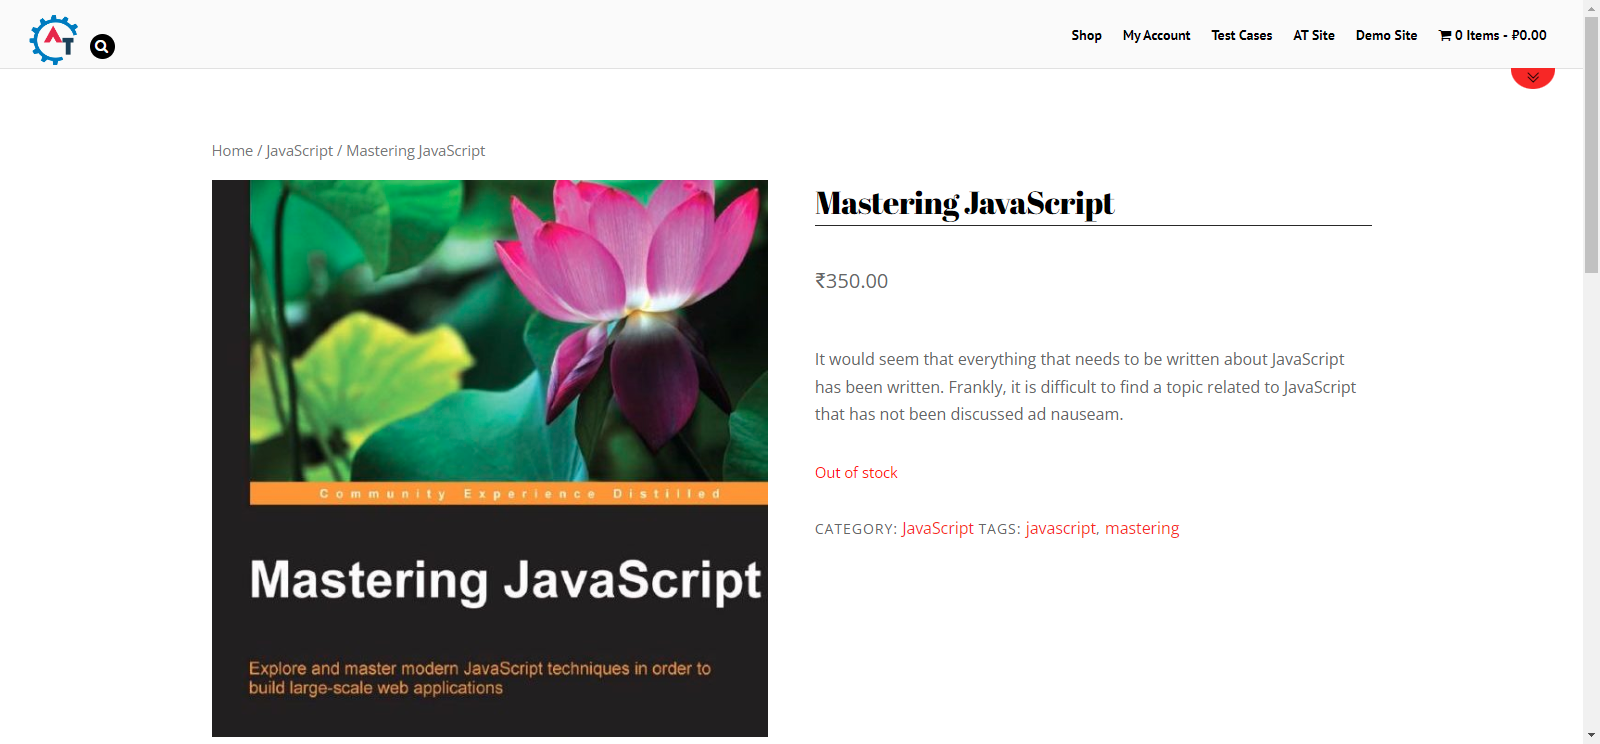 AT
Shop
My Account
Test Cases
AT Site
Demo Site
0 Items - ₽0.00
Home / JavaScript / Mastering JavaScript
Community Experience Distilled
Mastering JavaScript
Explore and master modern JavaScript techniques in order to
build large-scale web applications
Mastering JavaScript
₹350.00
It would seem that everything that needs to be written about JavaScript
has been written. Frankly, it is difficult to find a topic related to JavaScript
that has not been discussed ad nauseam.
Out of stock
CATEGORY: JavaScript TAGS: javascript, mastering